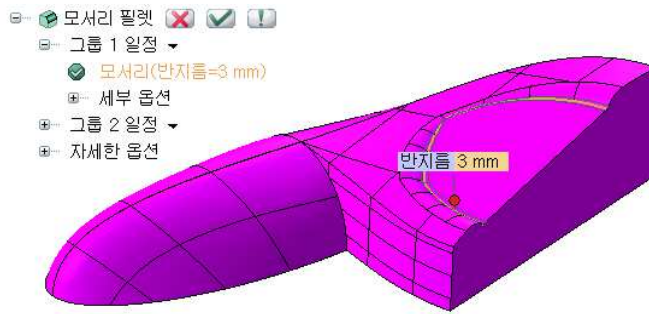 모서리 필렛
그룹 1 일정
모서리(반지름=3 mm)
세부 옵션
그룹 2 일정
자세한 옵션
반지름 3 mm